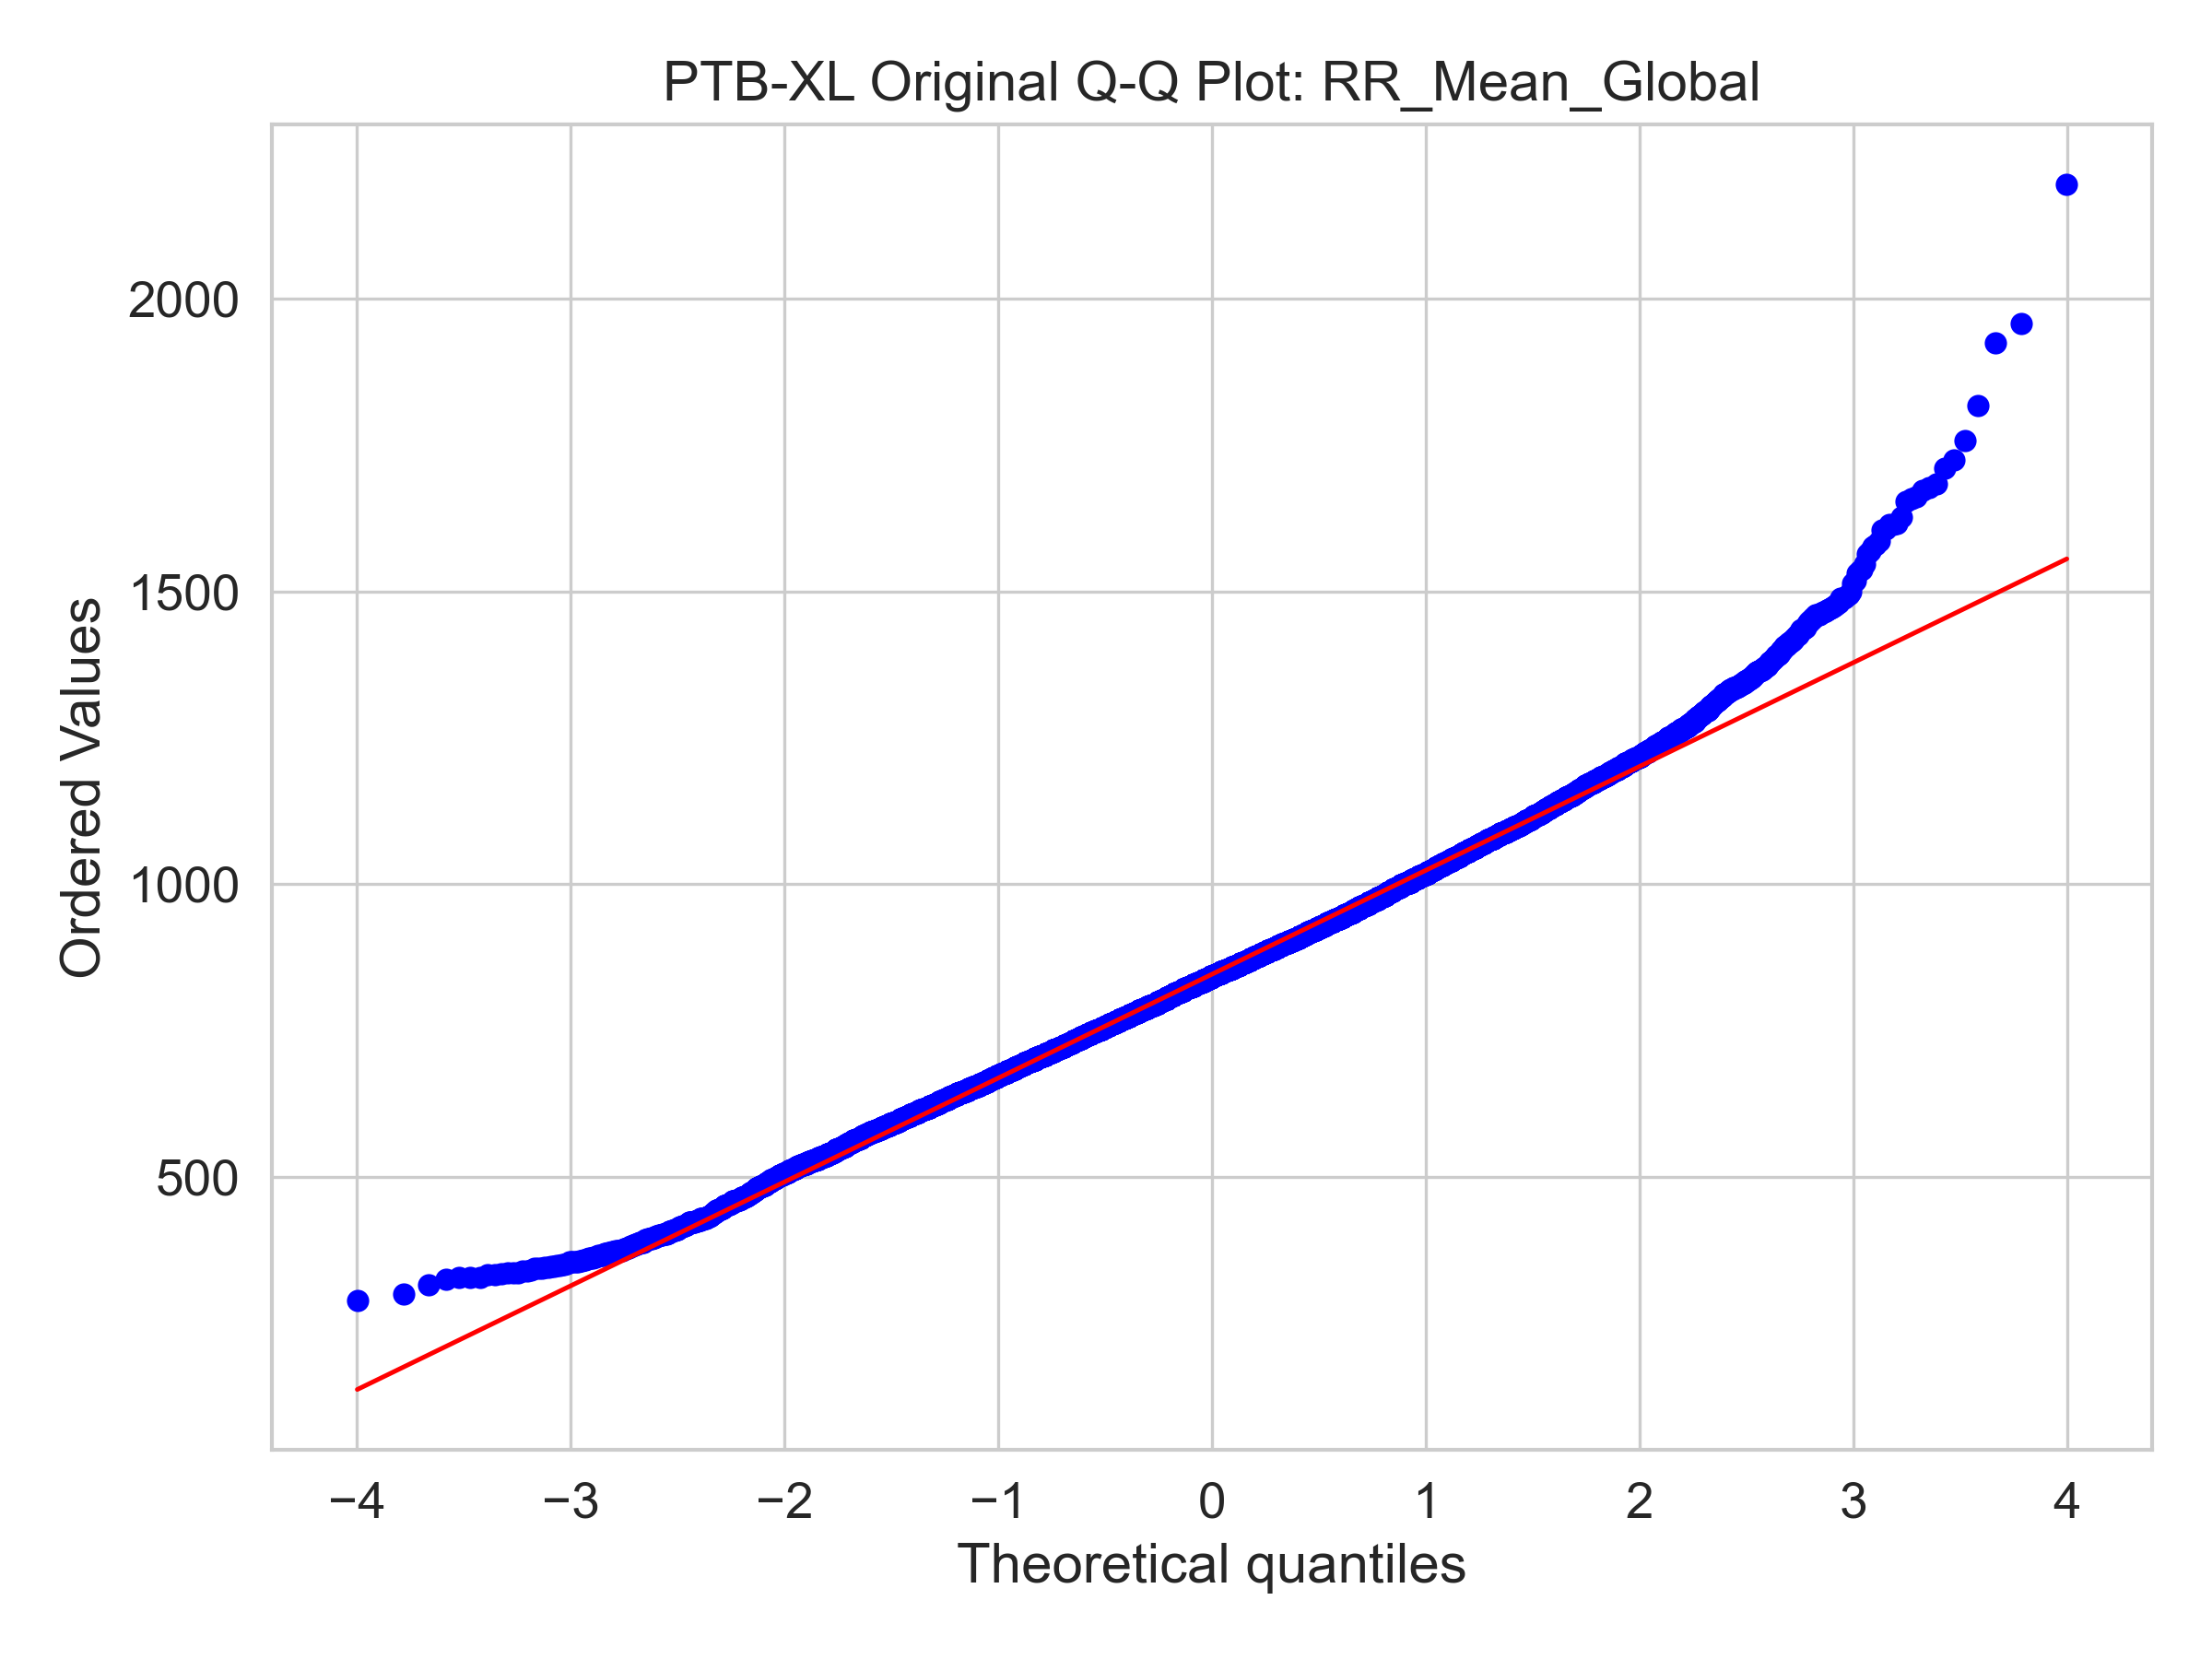 PTB-XL Original Q-Q Plot: RR_Mean_Global
2000
1500
1000
500
Ordered Values
−4 −3 −2 −1 0 1 2 3 4
Theoretical quantiles